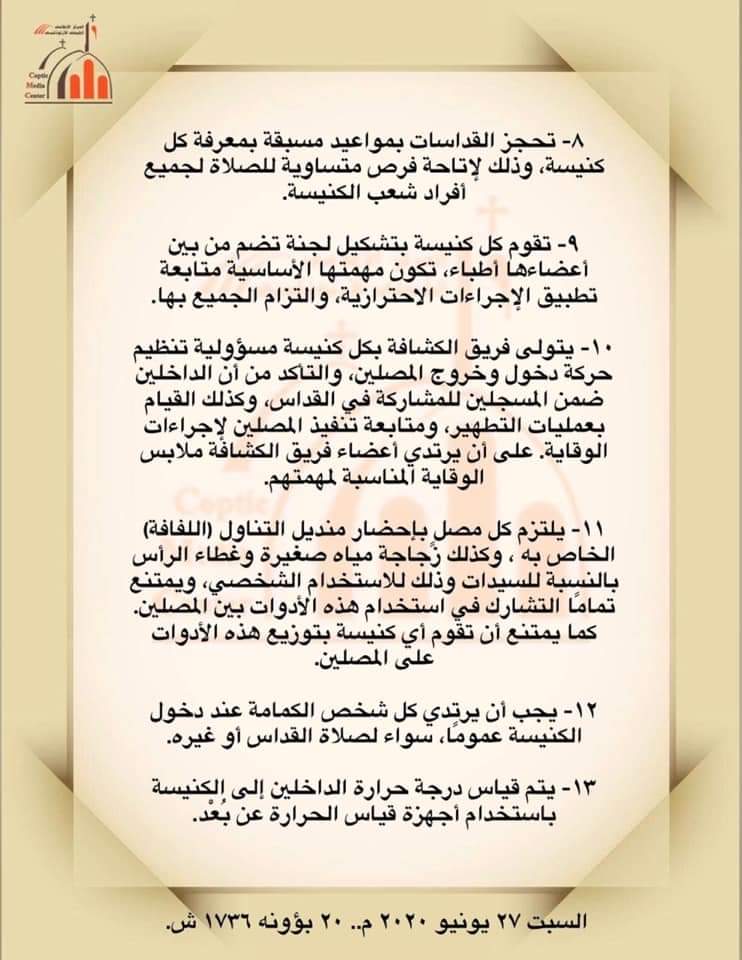 المركز الإعلامي
للكنيسة القبطية الأرثوذكسية
Coptic
Media
Center
٨- تحجز القداسات بمواعيد مسبقة بمعرفة كل
كنيسة، وذلك لإتاحة فرص متساوية للصلاة لجميع
أفراد شعب الكنيسة.
٩- تقوم كل كنيسة بتشكيل لجنة تضم من بين
أعضاءها أطباء، تكون مهمتها الأساسية متابعة
تطبيق الإجراءات الاحترازية، والتزام الجميع بها.
١٠- يتولى فريق الكشافة بكل كنيسة مسؤولية تنظيم
حركة دخول وخروج المصلين، والتأكد من أن الداخلين
ضمن المسجلين للمشاركة في القداس، وكذلك القيام
بعمليات التطهير، ومتابعة تنفيذ المصلين لإجراءات
الوقاية. على أن يرتدي أعضاء فريق الكشافة ملابس
الوقاية المناسبة لمهمتهم.
١١- يلتزم كل مصلٍ بإحضار منديل التناول (اللفافة)
الخاص به ، وكذلك زجاجة مياه صغيرة وغطاء الرأس
بالنسبة للسيدات وذلك للاستخدام الشخصي، ويمتنع
تمامًا التشارك في استخدام هذه الأدوات بين المصلين.
كما يمتنع أن تقوم أي كنيسة بتوزيع هذه الأدوات
على المصلين.
١٢- يجب أن يرتدي كل شخص الكمامة عند دخول
الكنيسة عمومًا، سواء لصلاة القداس أو غيره.
١٣- يتم قياس درجة حرارة الداخلين إلى الكنيسة
باستخدام أجهزة قياس الحرارة عن بُعْد.
السبت ٢٧ يونيو ٢٠٢٠ م.. ٢٠ بؤونه ١٧٣٦ ش.